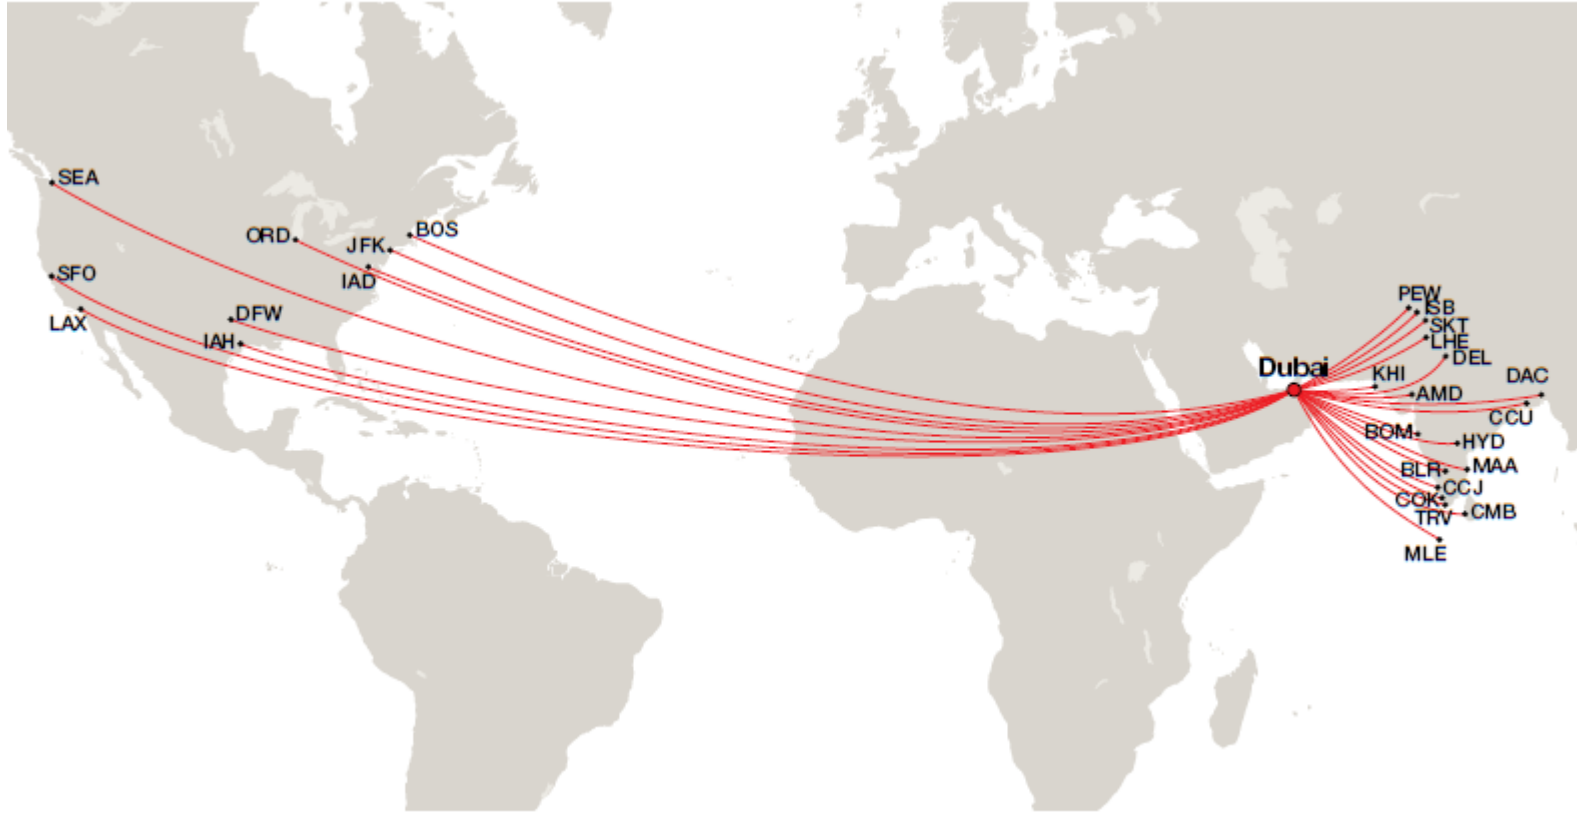 SEA
ORD
JFK
BOS
IAD
SFO
LAX
DFW
IAH
PEW
ISB
SKT
LHE
DEL
Dubai
KHI
DAC
AMD
CCU
BOM
HYD
BLR
MAA
CCJ
COK
TRV
CMB
MLE